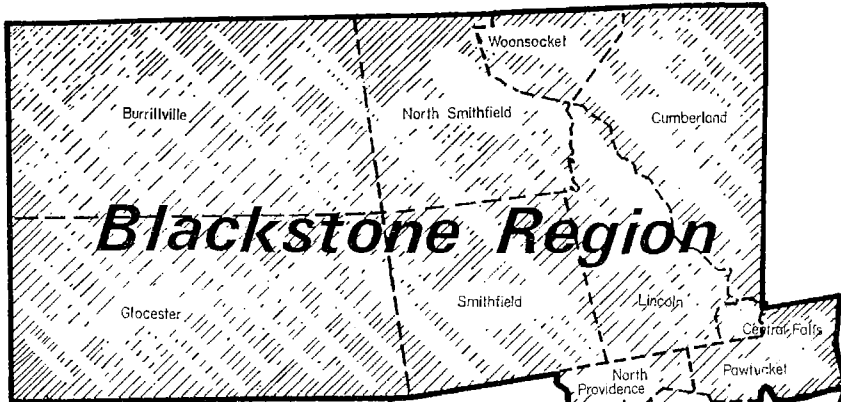 Woonsocket
Burrillville
North Smithfield
Cumberland
Blackstone Region
Glocester
Smithfield
Lincoln
Central Falls
North
Providence
Pawtucket